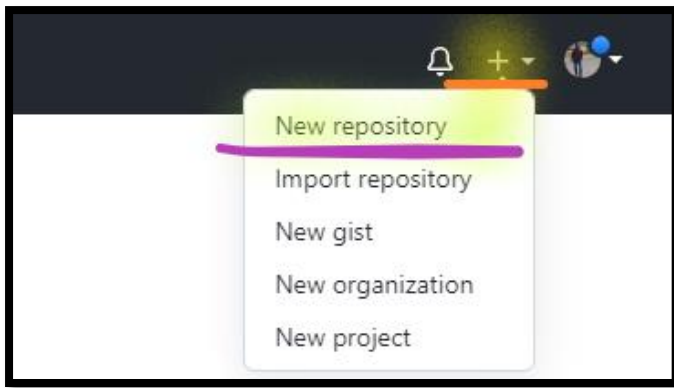 New repository
Import repository
New gist
New organization
New project